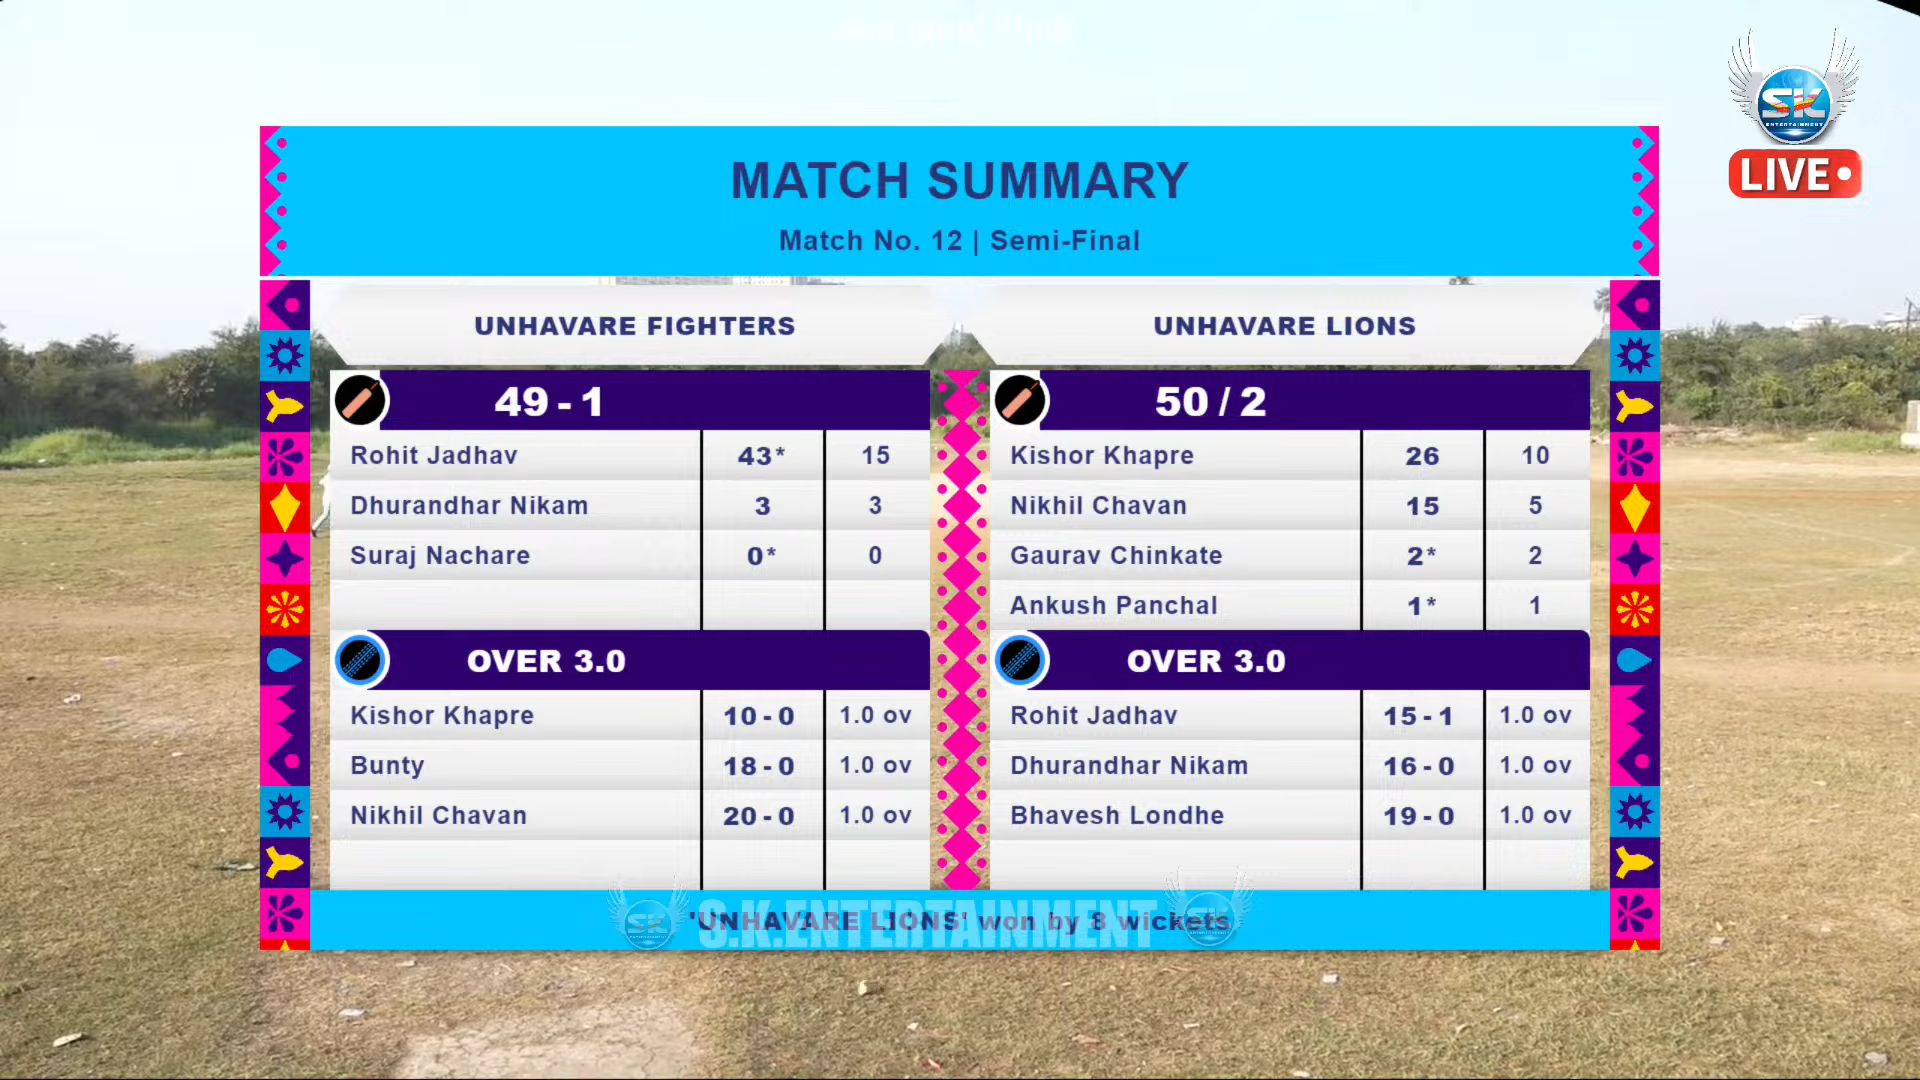 SK
ENTERTAINMENT
LIVE
MATCH SUMMARY
Match No. 12 | Semi-Final
UNHAVARE FIGHTERS
49 - 1
Rohit Jadhav 43* 15
Dhurandhar Nikam 3 3
Suraj Nachare 0* 0
OVER 3.0
Kishor Khapre 10 - 0 1.0 ov
Bunty 18 - 0 1.0 ov
Nikhil Chavan 20 - 0 1.0 ov
UNHAVARE LIONS
50 / 2
Kishor Khapre 26 10
Nikhil Chavan 15 5
Gaurav Chinkate 2* 2
Ankush Panchal 1* 1
OVER 3.0
Rohit Jadhav 15 - 1 1.0 ov
Dhurandhar Nikam 16 - 0 1.0 ov
Bhavesh Londhe 19 - 0 1.0 ov
'UNHAVARE LIONS' won by 8 wickets
S.K.ENTERTAINMENT